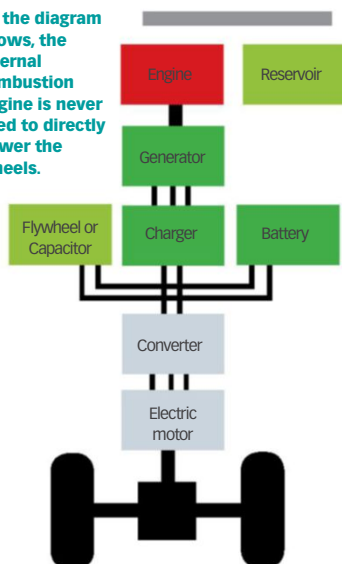 the diagram
ows, the
ernal
mbustion
gine is never
ed to directly
wer the
heels.
Engine
Reservoir
Generator
Flywheel or
Capacitor
Charger
Battery
Converter
Electric
motor